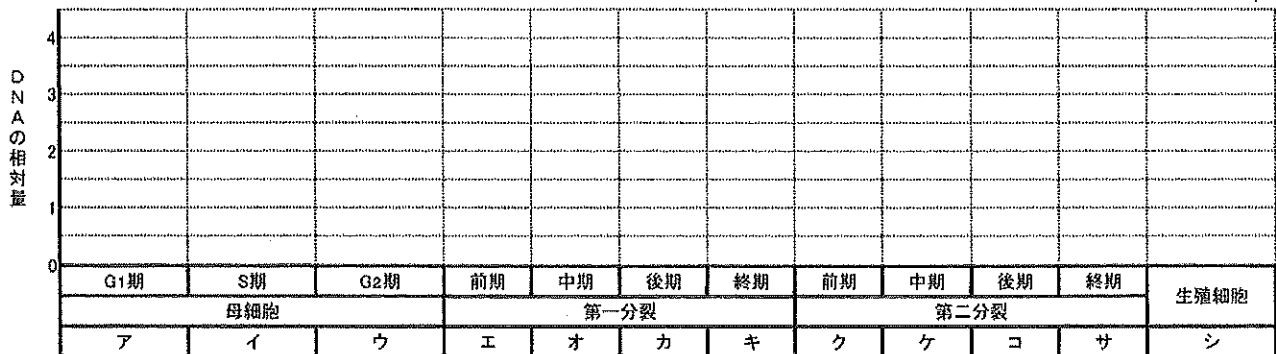 DNAの相対量
4
3
2
1
0
G1期 S期 G2期 前期 中期 後期 終期 前期 中期 後期 終期 生殖細胞
母細胞 第一分裂 第二分裂
ア イ ウ エ オ カ キ ク ケ コ サ シ